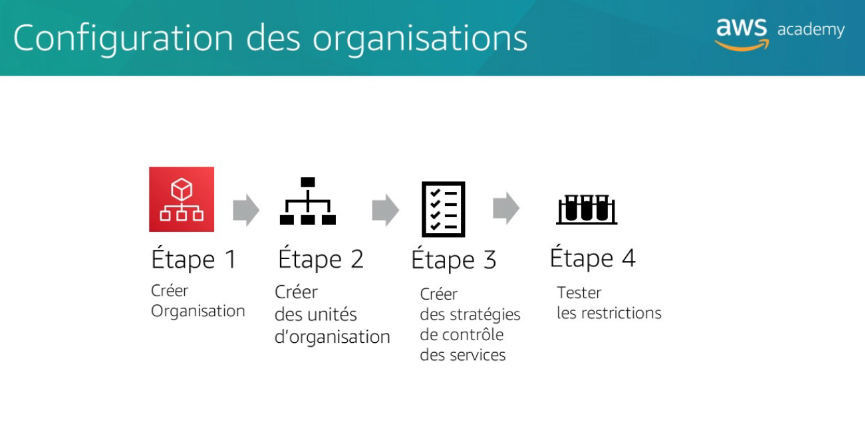 Configuration des organisations
aws academy
Étape 1
Créer
Organisation
Étape 2
Créer
des unités
d'organisation
Étape 3
Créer
des stratégies
de contrôle
des services
Étape 4
Tester
les restrictions